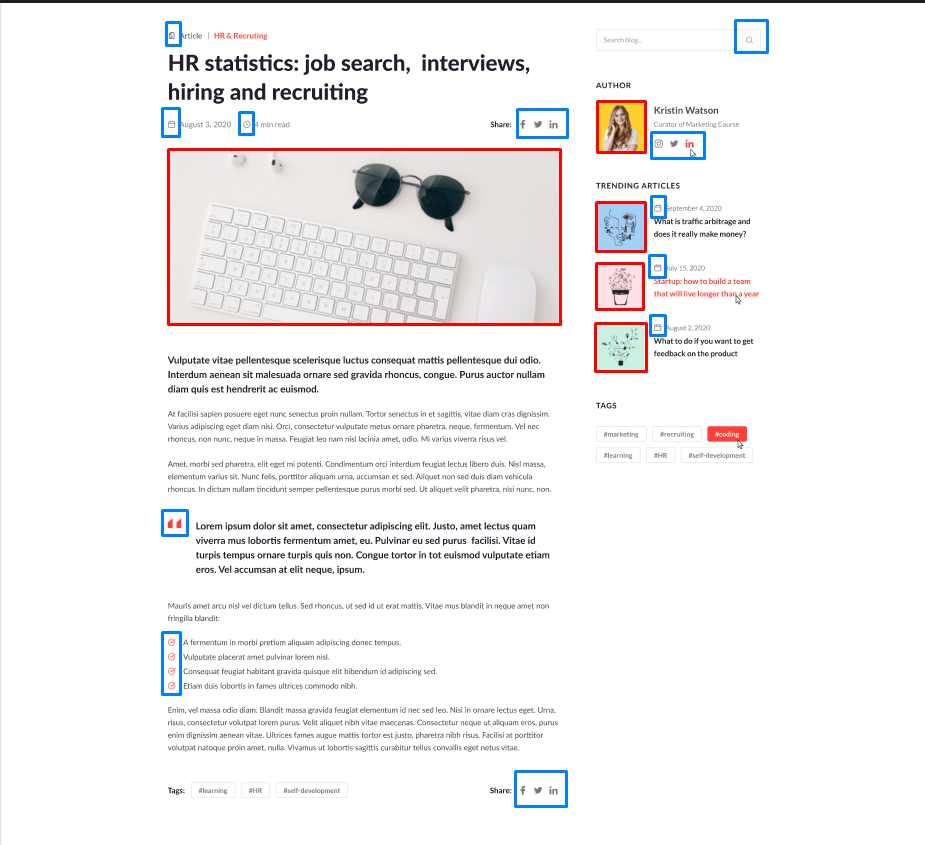 Article | HR & Recruting
HR statistics: job search, interviews,
hiring and recruiting
August 3, 2020 4 min read Share:
Vulputate vitae pellentesque scelerisque luctus consequat mattis pellentesque dui odio.
Interdum aenean sit malesuada ornare sed gravida rhoncus, congue. Purus auctor nullam
diam quis est hendrerit ac euismod.
At facilisi sapien posuere eget nunc senectus proin nullam. Tortor senectus in et sagittis, vitae diam cras dignissim.
Varius adipiscing eget diam nisi. Orci, consectetur vulputate metus ornare pharetra, neque, fermentum. Vel nec
rhoncus, non nunc, neque in massa. Feugiat leo nam nisl lacinia amet, odio. Mi varius viverra risus vel.
Amet, morbi sed pharetra, elit eget mi potenti. Condimentum orci interdum feugiat lectus libero duis. Nisl massa,
elementum varius sit. Nunc felis, porttitor aliquam urna, accumsan et sed. Aliquet non sed duis diam vehicula
rhoncus. In dictum nullam tincidunt semper pellentesque purus morbi sed. Ut aliquet velit pharetra, nisi nunc, non.
Lorem ipsum dolor sit amet, consectetur adipiscing elit. Justo, amet lectus quam
viverra mus lobortis fermentum amet, eu. Pulvinar eu sed purus facilisi. Vitae id
turpis tempus ornare turpis quis non. Congue tortor in tot euismod vulputate etiam
eros. Vel accumsan at elit neque, ipsum.
Mauris amet arcu nisl vel dictum tellus. Sed rhoncus, ut sed id ut erat mattis. Vitae mus blandit in neque amet non
fringilla blandit:
A fermentum in morbi pretium aliquam adipiscing donec tempus.
Vulputate placerat amet pulvinar lorem nisl.
Consequat feugiat habitant gravida quisque elit bibendum id adipiscing sed.
Etiam duis lobortis in fames ultrices commodo nibh.
Enim, vel massa odio diam. Blandit massa gravida feugiat elementum id nec sed leo. Nisi in ornare lectus eget. Urna,
risus, consectetur volutpat lorem purus. Velit aliquet nibh vitae maecenas. Consectetur neque ut aliquam eros, purus
enim dignissim aenean vitae. Ultrices fames augue mattis tortor est justo, pharetra nibh risus. Facilisi at porttitor
volutpat natoque proin amet, nulla. Vivamus ut lobortis sagittis curabitur tellus convallis eget netus vitae.
Tags: #learning #HR #self-development Share:
Search blog...
AUTHOR
Kristin Watson
Curator of Marketing Course
TRENDING ARTICLES
September 4, 2020
What is traffic arbitrage and
does it really make money?
July 15, 2020
Startup: how to build a team
that will live longer than a year
August 2, 2020
What to do if you want to get
feedback on the product
TAGS
#marketing #recruiting #coding
#learning #HR #self-development